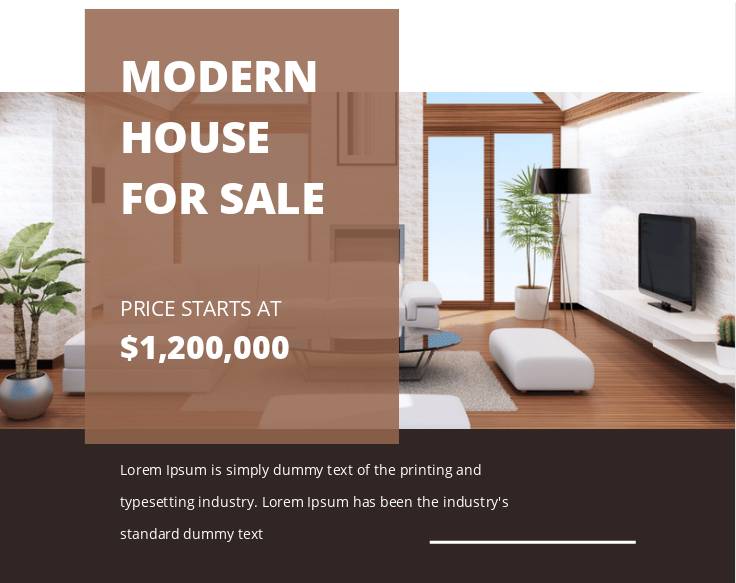 MODERN
HOUSE
FOR SALE
PRICE STARTS AT
$1,200,000
Lorem Ipsum is simply dummy text of the printing and
typesetting industry. Lorem Ipsum has been the industry's
standard dummy text